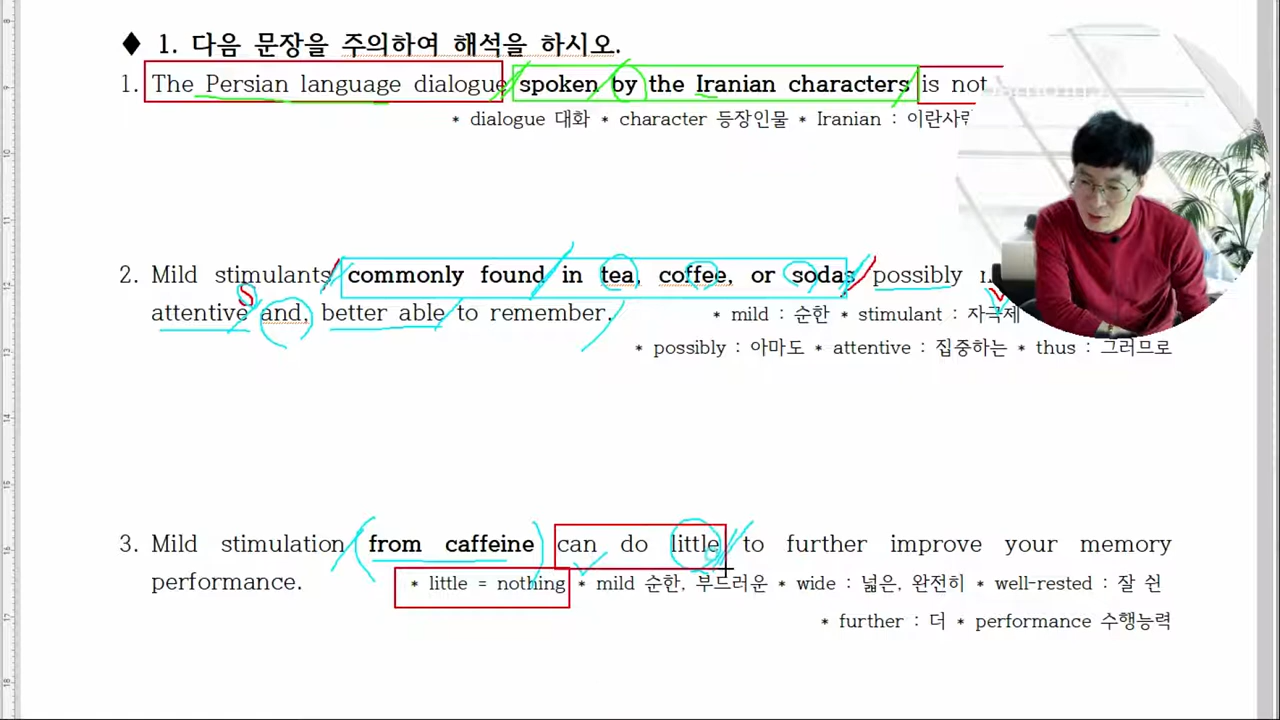 ◆ 1. 다음 문장을 주의하여 해석을 하시오.
1. The Persian language dialogue spoken by the Iranian characters is not
* dialogue 대화 * character 등장인물 * Iranian : 이란사람
2. Mild stimulants commonly found in tea, coffee, or sodas possibly
attentive and, better able to remember. * mild : 순한 * stimulant : 자극제
* possibly : 아마도 * attentive : 집중하는 * thus : 그러므로
3. Mild stimulation from caffeine can do little to further improve your memory
performance. * little = nothing * mild 순한, 부드러운 * wide : 넓은, 완전히 * well-rested : 잘 쉰
* further : 더 * performance 수행능력